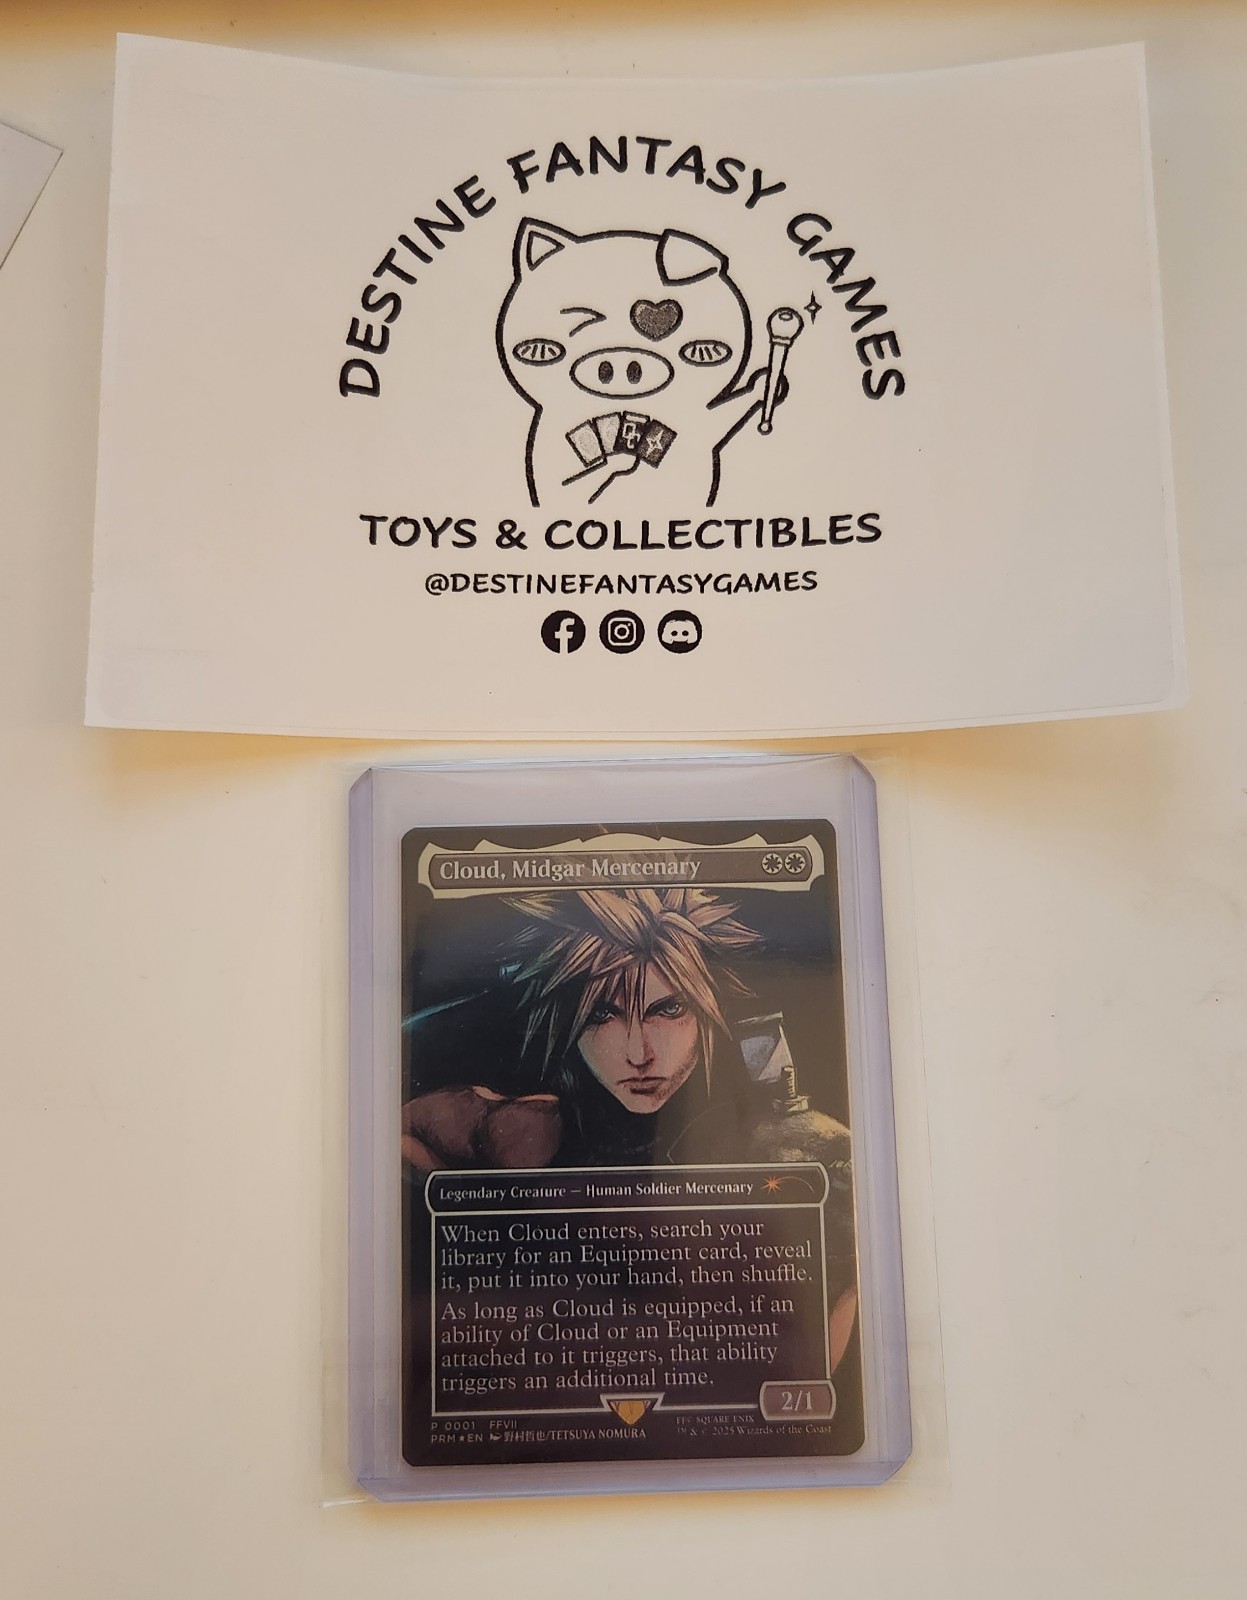 DESTINE FANTASY GAMES
TOYS & COLLECTIBLES
@DESTINEFANTASYGAMES
Cloud, Midgar Mercenary
Legendary Creature — Human Soldier Mercenary
When Cloud enters, search your
library for an Equipment card, reveal
it, put it into your hand, then shuffle.
As long as Cloud is equipped, if an
ability of Cloud or an Equipment
attached to it triggers, that ability
triggers an additional time.
2/1
P 0001 FFVII
PRM★EN 野村哲也/TETSUYA NOMURA
FF© SQUARE ENIX
™ & © 2025 Wizards of the Coast